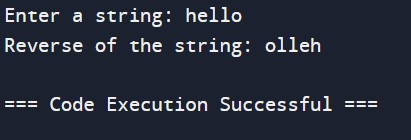 Enter a string: hello
Reverse of the string: olleh
=== Code Execution Successful ===